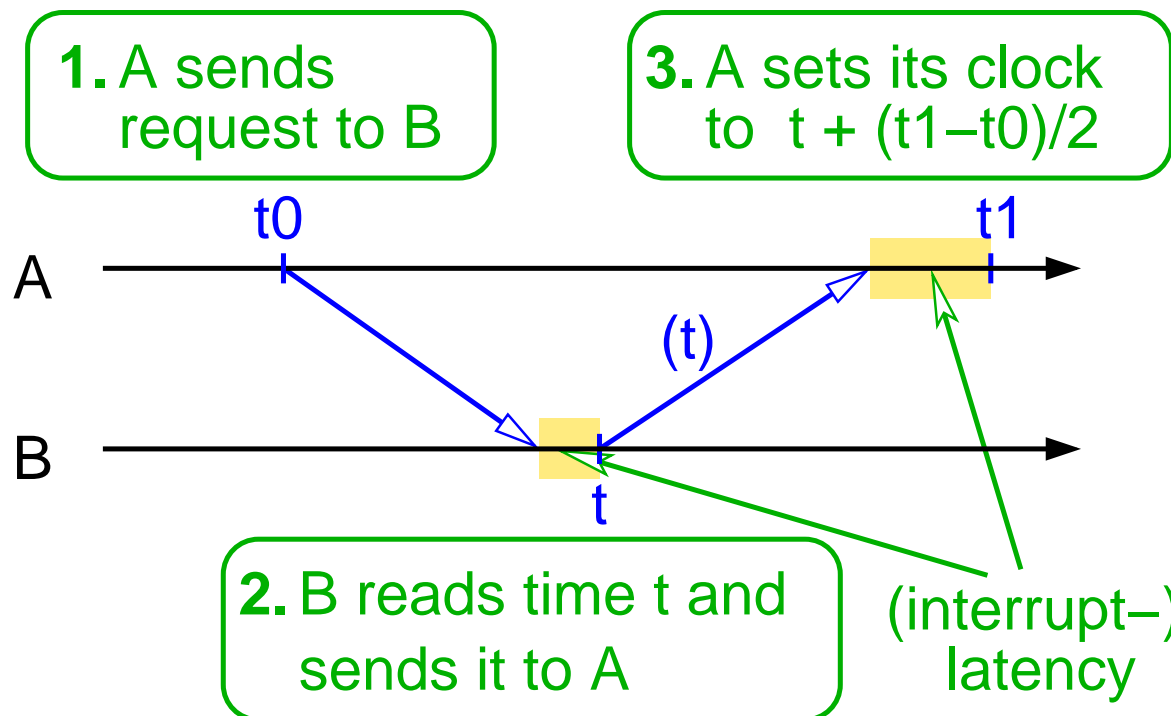 1. A sends
request to B
3. A sets its clock
to t + (t1–t0)/2
t0
t1
A
(t)
B
t
2. B reads time t and
sends it to A
(interrupt–)
latency